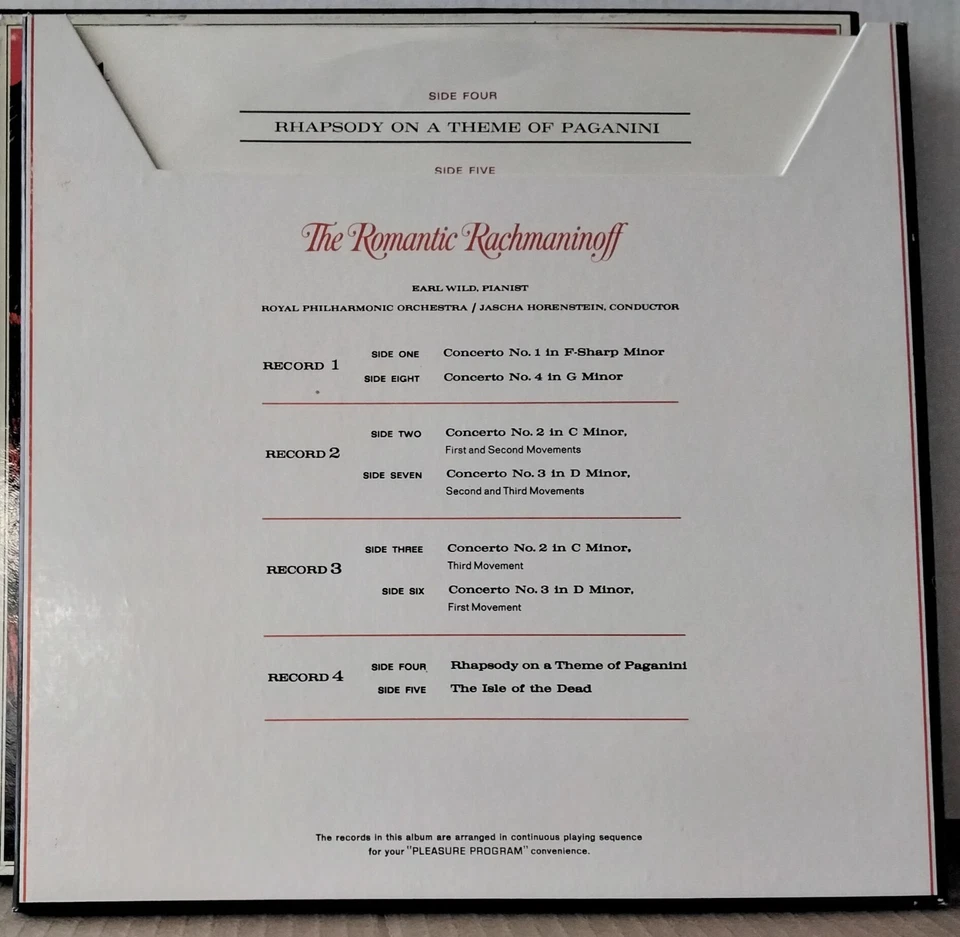 SIDE FOUR
RHAPSODY ON A THEME OF PAGANINI
SIDE FIVE
The Romantic Rachmaninoff
EARL WILD, PIANIST
ROYAL PHILHARMONIC ORCHESTRA / JASCHA HORENSTEIN, CONDUCTOR
RECORD 1
SIDE ONE Concerto No. 1 in F-Sharp Minor
SIDE EIGHT Concerto No. 4 in G Minor
RECORD 2
SIDE TWO Concerto No. 2 in C Minor,
First and Second Movements
SIDE SEVEN Concerto No. 3 in D Minor,
Second and Third Movements
RECORD 3
SIDE THREE Concerto No. 2 in C Minor,
Third Movement
SIDE SIX Concerto No. 3 in D Minor,
First Movement
RECORD 4
SIDE FOUR Rhapsody on a Theme of Paganini
SIDE FIVE The Isle of the Dead
The records in this album are arranged in continuous playing sequence
for your "PLEASURE PROGRAM" convenience.